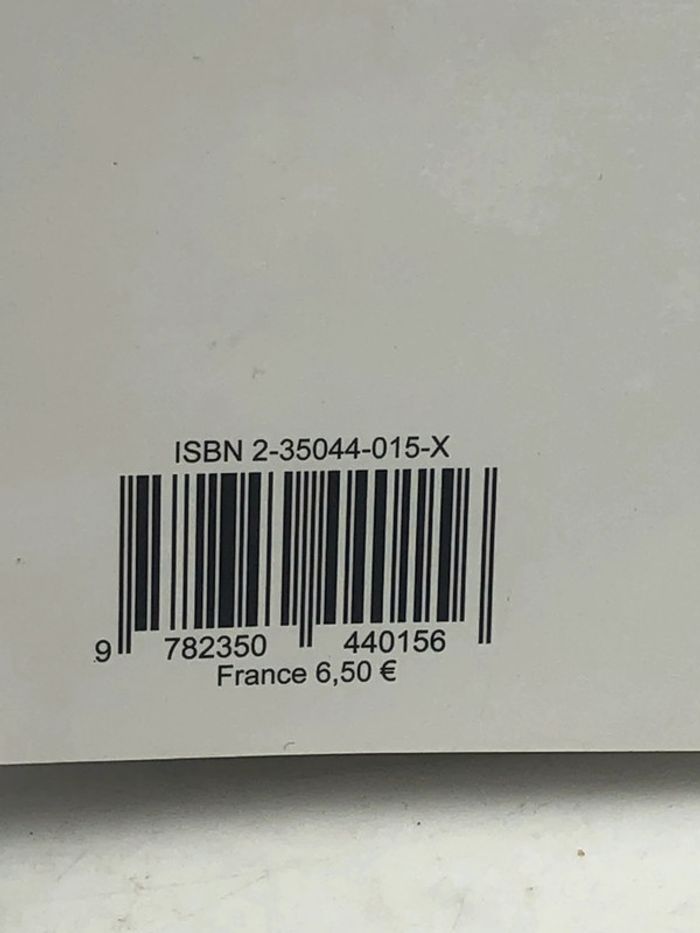 ISBN 2-35044-015-X
9 782350 440156
France 6,50 €